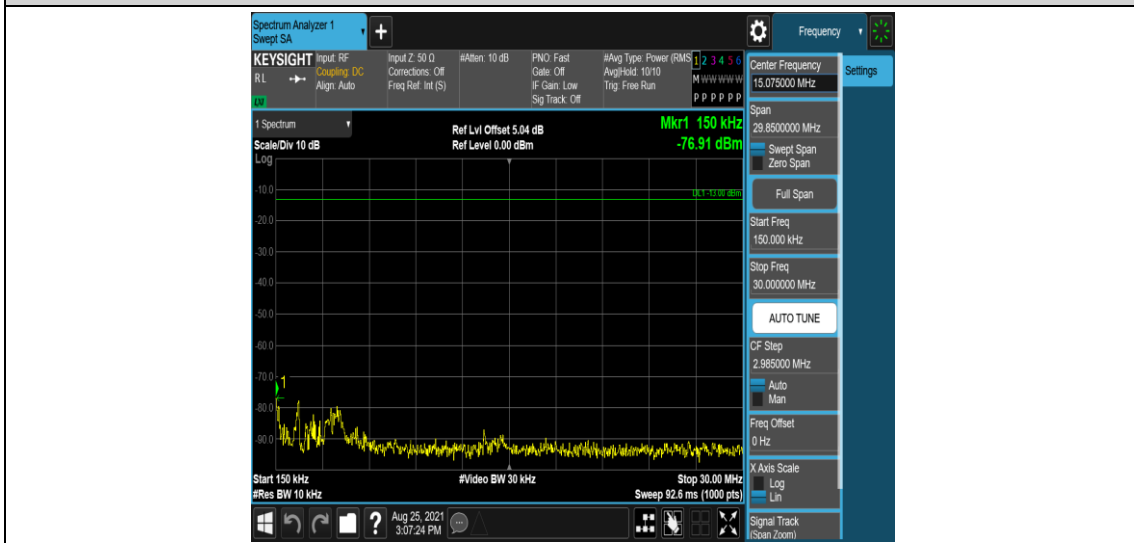 Spectrum Analyzer 1
Swept SA
Frequency
KEYSIGHT
RL
Input: RF
Coupling: DC
Align: Auto
Input Z: 50 Ω
Corrections: Off
Freq Ref: Int (S)
#Atten: 10 dB
PNO: Fast
Gate: Off
IF Gain: Low
Sig Track: Off
#Avg Type: Power (RMS
Avg|Hold: 10/10
Trig: Free Run
1 2 3 4 5 6
M W W W W W
P P P P P P
1 Spectrum
Scale/Div 10 dB
Ref Lvl Offset 5.04 dB
Ref Level 0.00 dBm
Mkr1 150 kHz
-76.91 dBm
Log
DL1 -13.00 dBm
-10.0
-20.0
-30.0
-40.0
-50.0
-60.0
-70.0
1
-80.0
-90.0
Start 150 kHz
#Video BW 30 kHz
Stop 30.00 MHz
#Res BW 10 kHz
Sweep 92.6 ms (1000 pts)
Center Frequency
15.075000 MHz
Settings
Span
29.8500000 MHz
Swept Span
Zero Span
Full Span
Start Freq
150.000 kHz
Stop Freq
30.000000 MHz
AUTO TUNE
CF Step
2.985000 MHz
Auto
Man
Freq Offset
0 Hz
X Axis Scale
Log
Lin
Signal Track
(Span Zoom)
?
Aug 25, 2021
3:07:24 PM